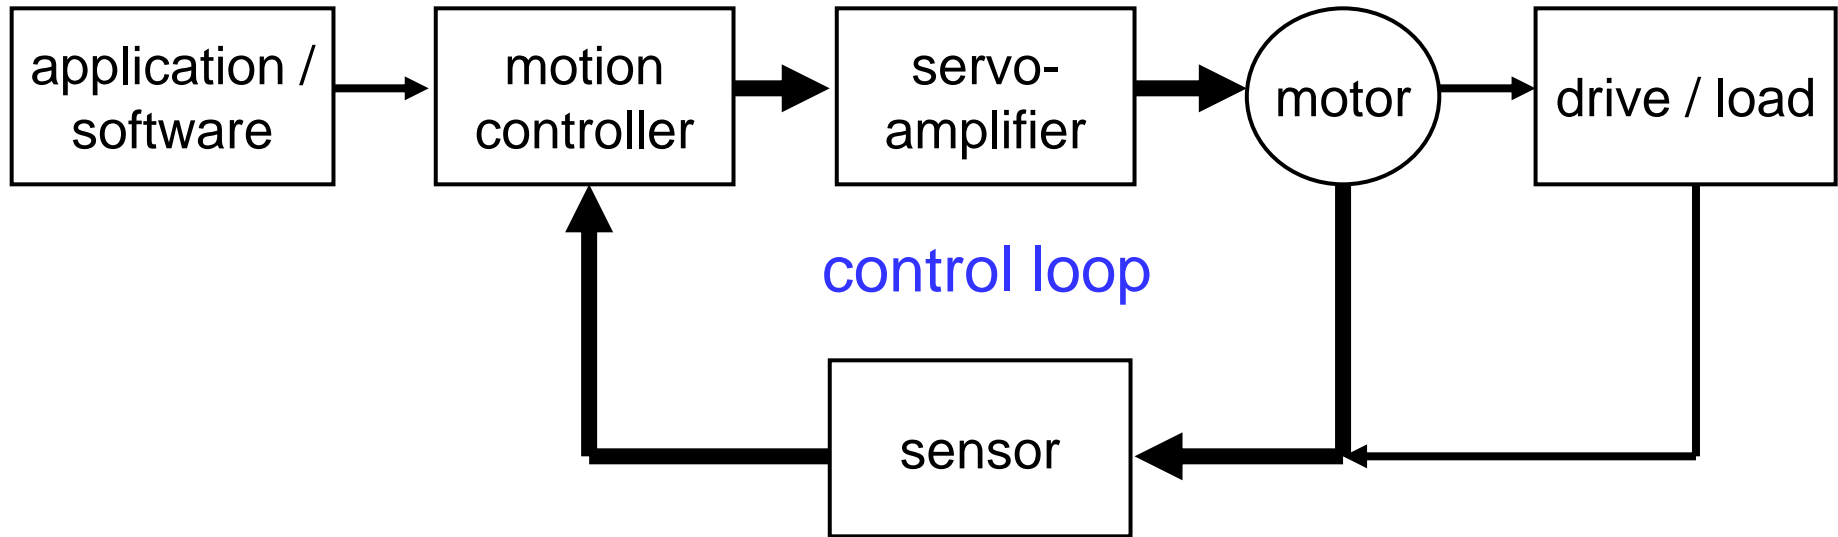 application /
software
motion
controller
servo-
amplifier
motor
drive / load
control loop
sensor